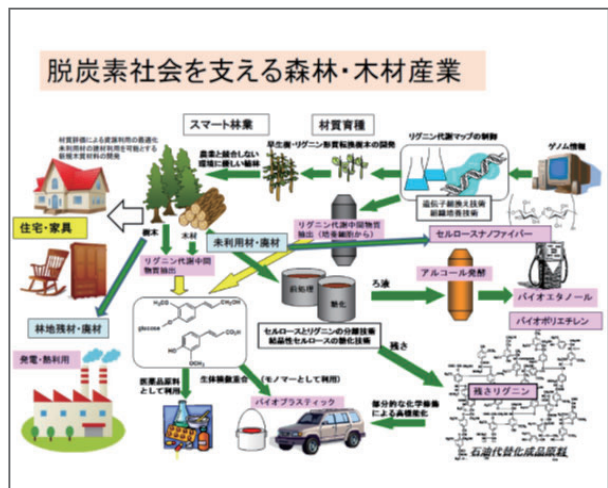 脱炭素社会を支える森林・木材産業
スマート林業
材質育種
材質評価による資源利用の最適化
未利用材の建材利用を可能とする
新規木質材料の開発
農業と競合しない
環境に優しい植林
早生樹・リグニン形質転換樹木の開発
リグニン代謝マップの制御
ゲノム情報
遺伝子組換え技術
組織培養技術
住宅・家具
樹木
木材
未利用材・廃材
リグニン代謝中間物質
抽出（培養細胞から）
セルロースナノファイバー
リグニン代謝中間
物質抽出
アルコール発酵
前処理
糖化
ろ液
バイオエタノール
林地残材・廃材
発電・熱利用
glucose
セルロースとリグニンの分離技術
結晶性セルロースの糖化技術
残さ
バイオポリエチレン
医薬品原料
として利用
生体模倣重合
(モノマーとして利用)
バイオプラスティック
部分的な化学修飾
による高機能化
残さリグニン
石油代替化成品原料